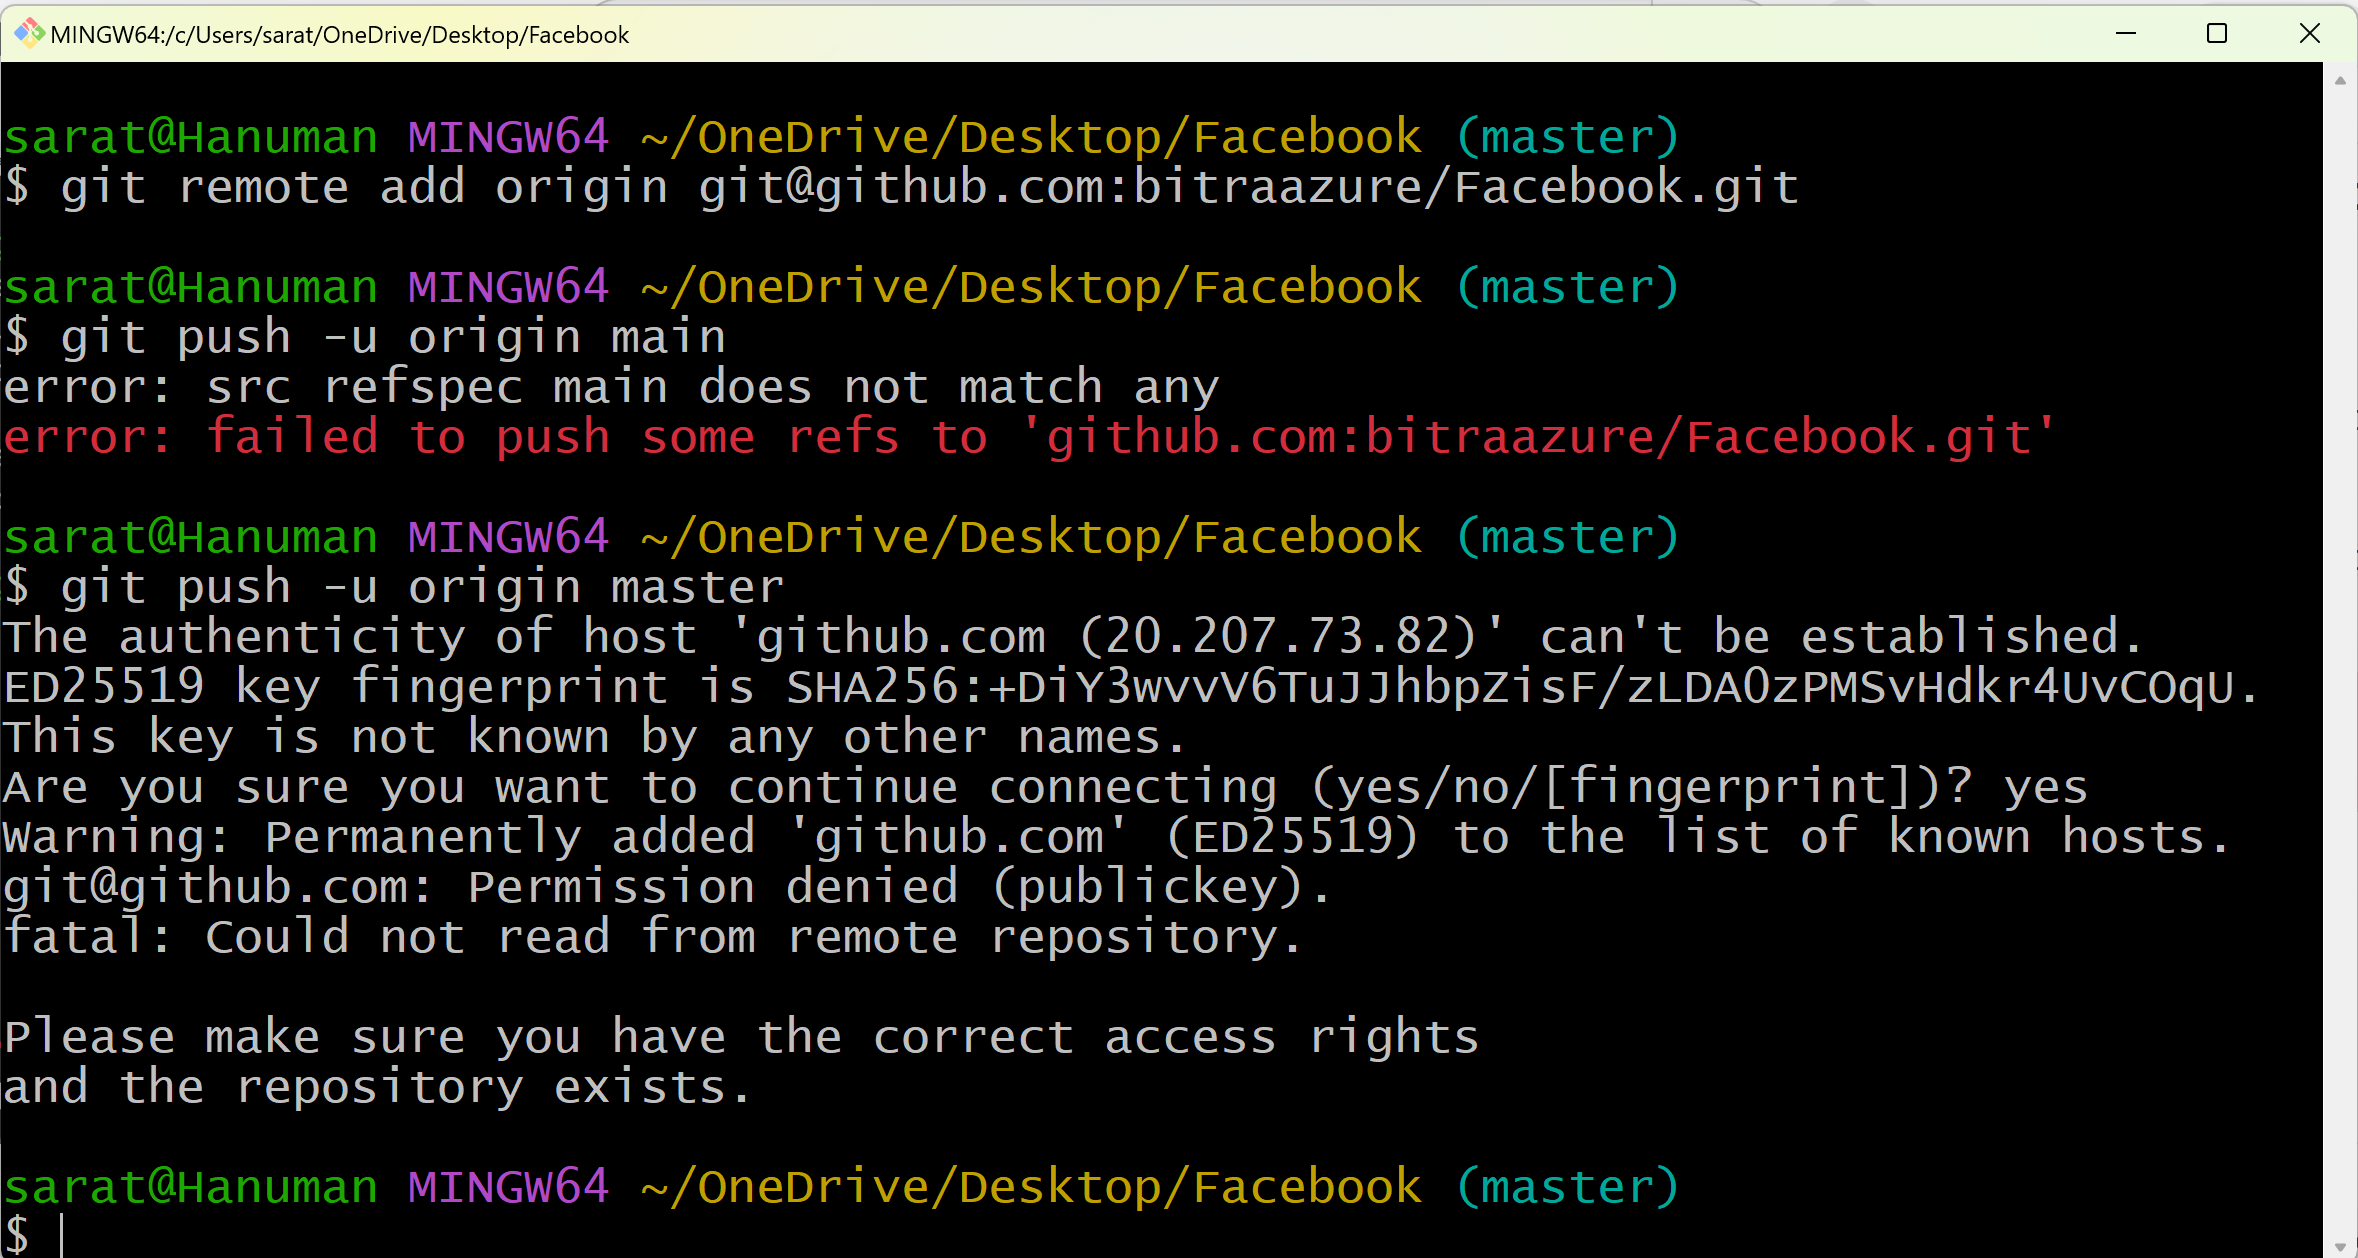 MINGW64:/c/Users/sarat/OneDrive/Desktop/Facebook
sarat@Hanuman MINGW64 ~/OneDrive/Desktop/Facebook (master)
$ git remote add origin git@github.com:bitraazure/Facebook.git
sarat@Hanuman MINGW64 ~/OneDrive/Desktop/Facebook (master)
$ git push -u origin main
error: src refspec main does not match any
error: failed to push some refs to 'github.com:bitraazure/Facebook.git'
sarat@Hanuman MINGW64 ~/OneDrive/Desktop/Facebook (master)
$ git push -u origin master
The authenticity of host 'github.com (20.207.73.82)' can't be established.
ED25519 key fingerprint is SHA256:+DiY3wvvV6TuJJhbpZisF/zLDA0zPMSvHdkr4UvCOqU.
This key is not known by any other names.
Are you sure you want to continue connecting (yes/no/[fingerprint])? yes
Warning: Permanently added 'github.com' (ED25519) to the list of known hosts.
git@github.com: Permission denied (publickey).
fatal: Could not read from remote repository.
Please make sure you have the correct access rights
and the repository exists.
sarat@Hanuman MINGW64 ~/OneDrive/Desktop/Facebook (master)
$